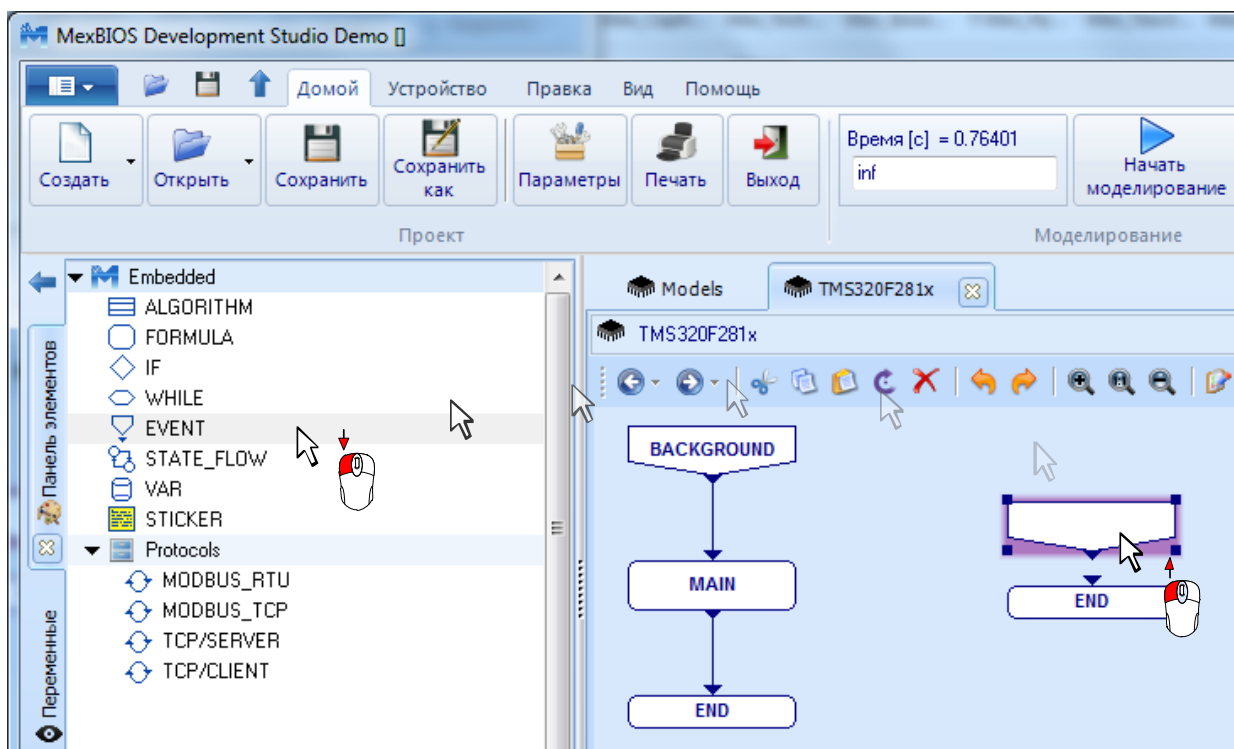 MexBIOS Development Studio Demo []
Домой Устройство Правка Вид Помощь
Создать Открыть Сохранить Сохранить как Параметры Печать Выход
Время [с] = 0.76401
inf
Начать моделирование
Проект Моделирование
Панель элементов
Переменные
Embedded
ALGORITHM
FORMULA
IF
WHILE
EVENT
STATE_FLOW
VAR
STICKER
Protocols
MODBUS_RTU
MODBUS_TCP
TCP/SERVER
TCP/CLIENT
Models TMS320F281x
TMS320F281x
BACKGROUND
MAIN
END
END